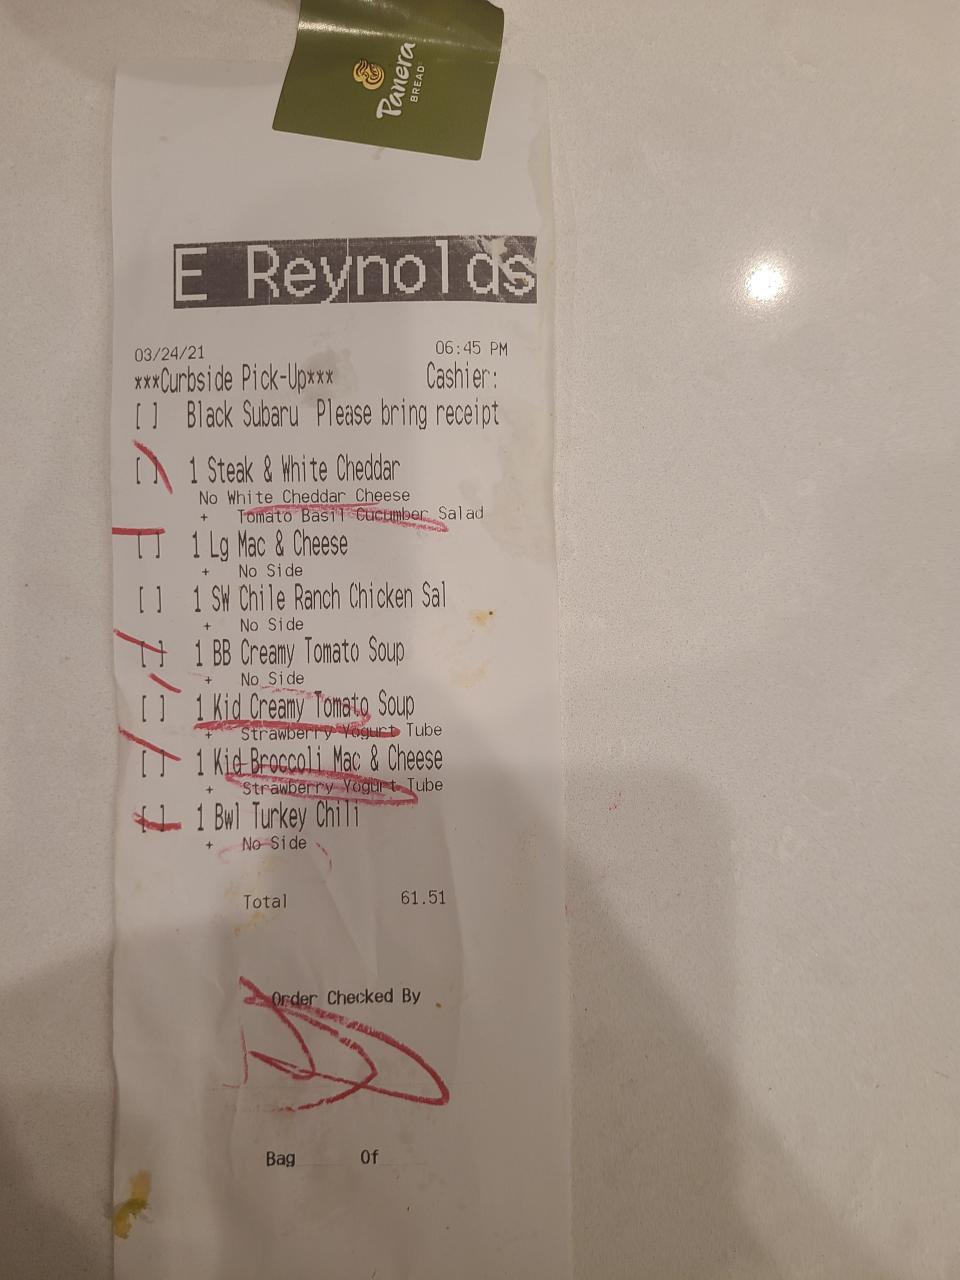 Panera
BREAD
E Reynolds
03/24/21 06:45 PM
***Curbside Pick-Up*** Cashier:
[ ] Black Subaru Please bring receipt
[ ] 1 Steak & White Cheddar
No White Cheddar Cheese
+ Tomato Basil Cucumber Salad
[ ] 1 Lg Mac & Cheese
+ No Side
[ ] 1 SW Chile Ranch Chicken Sal
+ No Side
[ ] 1 BB Creamy Tomato Soup
+ No Side
[ ] 1 Kid Creamy Tomato Soup
+ Strawberry Yogurt Tube
[ ] 1 Kid Broccoli Mac & Cheese
+ Strawberry Yogurt Tube
[ ] 1 Bwl Turkey Chili
+ No Side
Total 61.51
Order Checked By
Bag Of